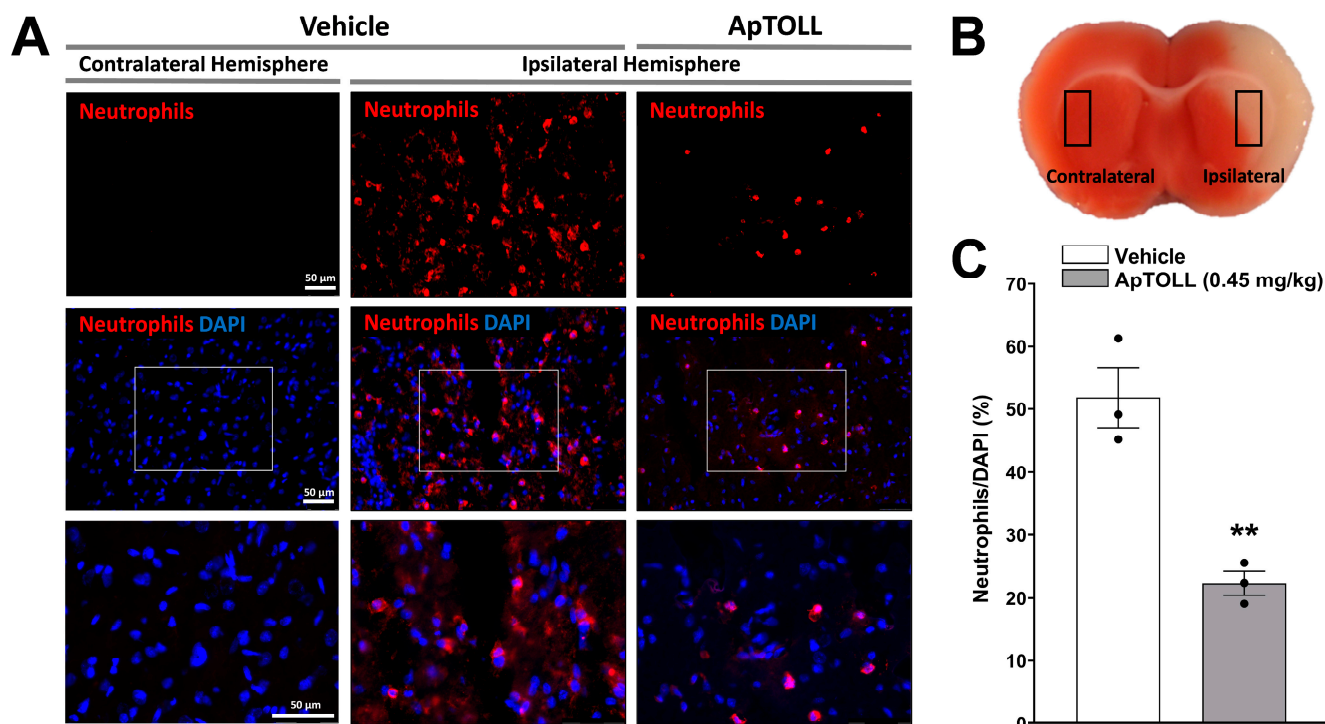 A
Vehicle
ApTOLL
Contralateral Hemisphere
Ipsilateral Hemisphere
Neutrophils
Neutrophils
Neutrophils
50 µm
Neutrophils DAPI
Neutrophils DAPI
Neutrophils DAPI
50 µm
50 µm
B
Contralateral
Ipsilateral
C
Vehicle
ApTOLL (0.45 mg/kg)
Neutrophils/DAPI (%)
70
60
50
40
30
20
10
0
**